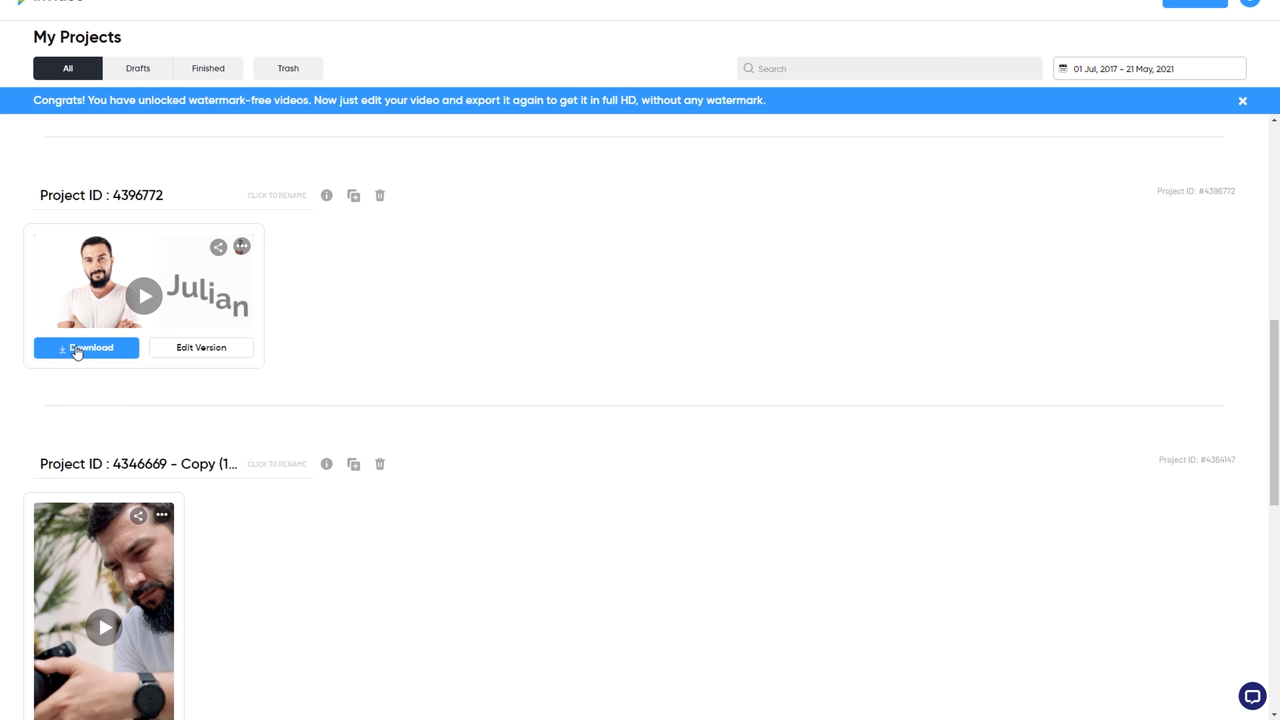 My Projects
All Drafts Finished Trash Search 01 Jul, 2017 - 21 May, 2021
Congrats! You have unlocked watermark-free videos. Now just edit your video and export it again to get it in full HD, without any watermark.
Project ID : 4396772 CLICK TO RENAME Project ID: #4396772
Julian
Download Edit Version
Project ID : 4346669 - Copy (1... CLICK TO RENAME Project ID: #4364147